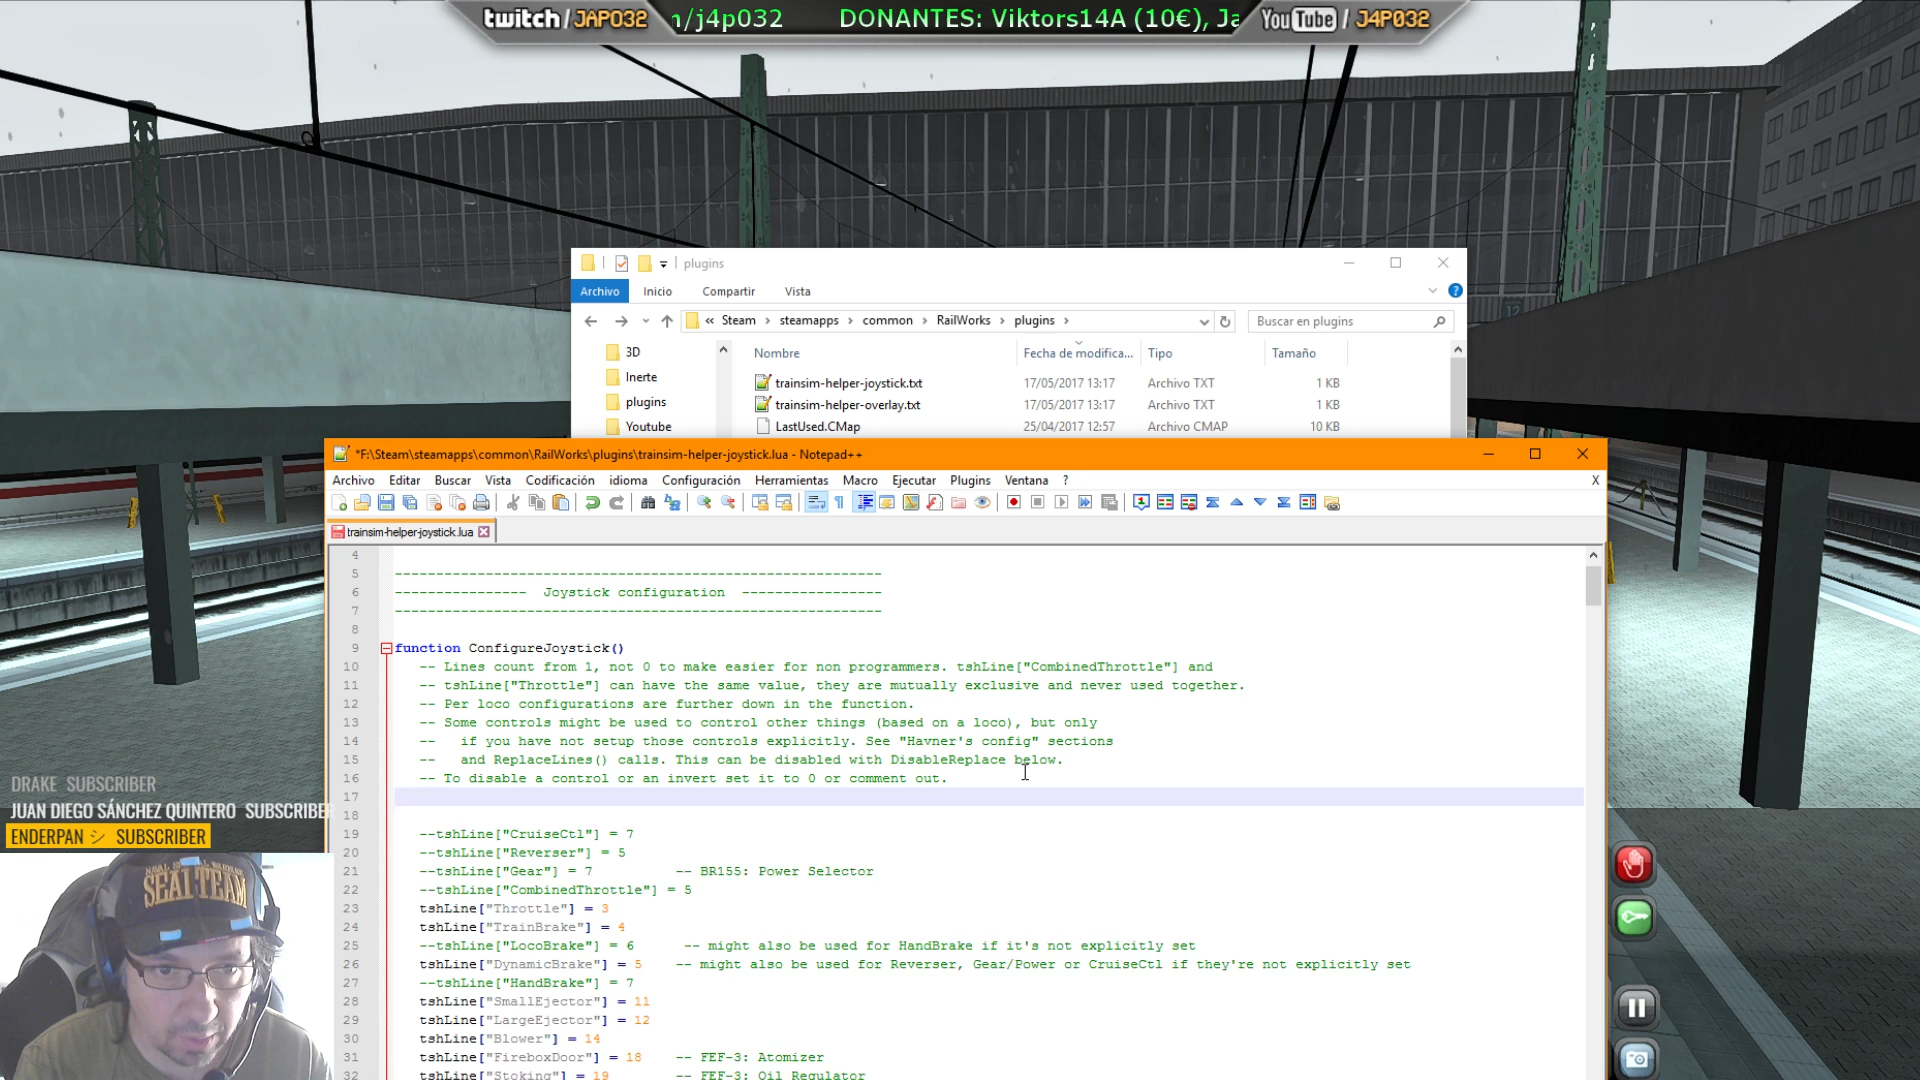 twitch/JAPO32
n/j4p032
DONANTES: Viktors14A (10€), Ja
YouTube / J4P032
12
plugins
Archivo
Inicio
Compartir
Vista
« Steam > steamapps > common > RailWorks > plugins >
Buscar en plugins
3D
Inerte
plugins
Youtube
Nombre
Fecha de modifica...
Tipo
Tamaño
trainsim-helper-joystick.txt 17/05/2017 13:17 Archivo TXT 1 KB
trainsim-helper-overlay.txt 17/05/2017 13:17 Archivo TXT 1 KB
LastUsed.CMap 25/04/2017 12:57 Archivo CMAP 10 KB
*F:\Steam\steamapps\common\RailWorks\plugins\trainsim-helper-joystick.lua - Notepad++
Archivo Editar Buscar Vista Codificación idioma Configuración Herramientas Macro Ejecutar Plugins Ventana ? X
trainsim-helper-joystick.lua
4
5 -----------------------------------------------------------
6 ---------------- Joystick configuration -----------------
7 -----------------------------------------------------------
8
9 function ConfigureJoystick()
10 -- Lines count from 1, not 0 to make easier for non programmers. tshLine["CombinedThrottle"] and
11 -- tshLine["Throttle"] can have the same value, they are mutually exclusive and never used together.
12 -- Per loco configurations are further down in the function.
13 -- Some controls might be used to control other things (based on a loco), but only
14 -- if you have not setup those controls explicitly. See "Havner's config" sections
15 -- and ReplaceLines() calls. This can be disabled with DisableReplace below.
16 -- To disable a control or an invert set it to 0 or comment out.
17
18
19 --tshLine["CruiseCtl"] = 7
20 --tshLine["Reverser"] = 5
21 --tshLine["Gear"] = 7 -- BR155: Power Selector
22 --tshLine["CombinedThrottle"] = 5
23 tshLine["Throttle"] = 3
24 tshLine["TrainBrake"] = 4
25 --tshLine["LocoBrake"] = 6 -- might also be used for HandBrake if it's not explicitly set
26 tshLine["DynamicBrake"] = 5 -- might also be used for Reverser, Gear/Power or CruiseCtl if they're not explicitly set
27 --tshLine["HandBrake"] = 7
28 tshLine["SmallEjector"] = 11
29 tshLine["LargeEjector"] = 12
30 tshLine["Blower"] = 14
31 tshLine["FireboxDoor"] = 18 -- FEF-3: Atomizer
32 tshLine["Stoking"] = 19 -- FEF-3: Oil Regulator
DRAKE SUBSCRIBER
JUAN DIEGO SÁNCHEZ QUINTERO SUBSCRIBER
ENDERPAN シ SUBSCRIBER
SEAL TEAM